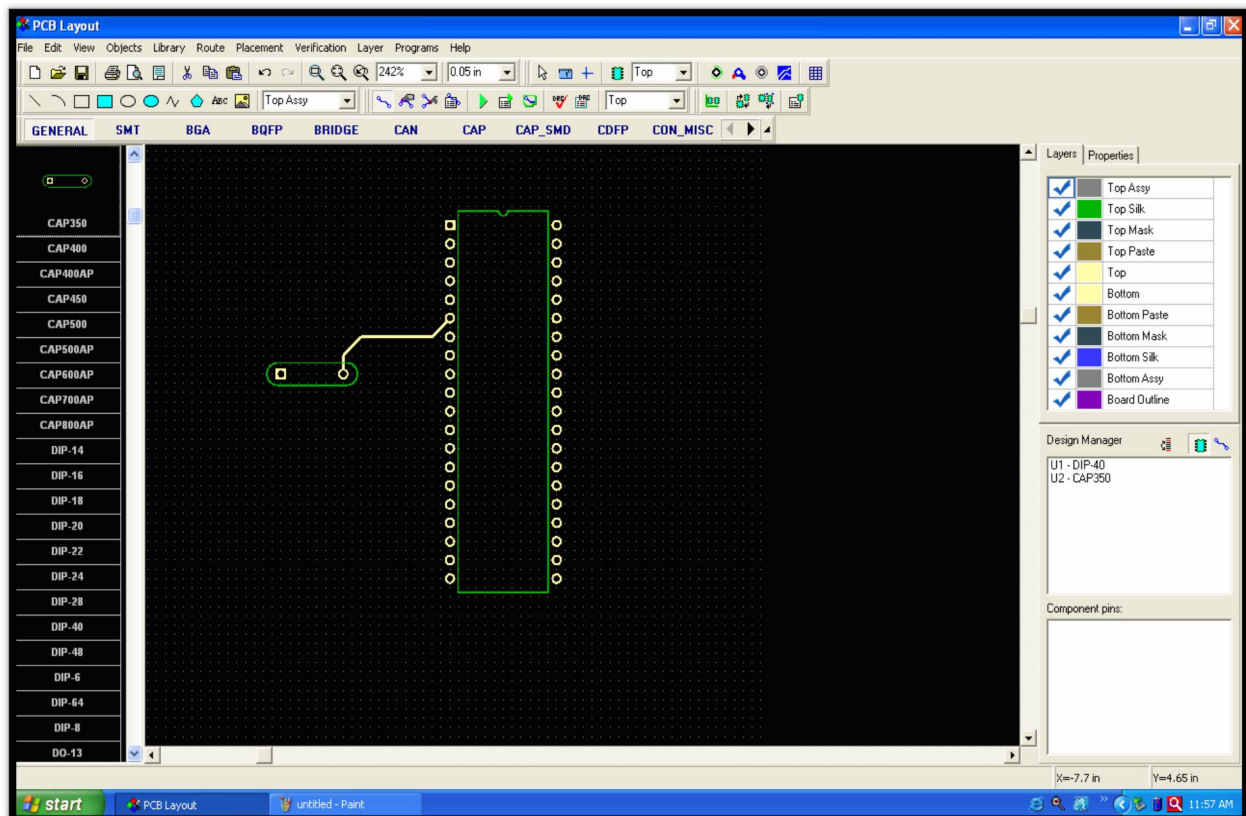 PCB Layout
File Edit View Objects Library Route Placement Verification Layer Programs Help
242% 0.05 in Top
ABC Top Assy DRC DRC Top
GENERAL SMT BGA BQFP BRIDGE CAN CAP CAP_SMD CDFP CON_MISC
CAP350
CAP400
CAP400AP
CAP450
CAP500
CAP500AP
CAP600AP
CAP700AP
CAP800AP
DIP-14
DIP-16
DIP-18
DIP-20
DIP-22
DIP-24
DIP-28
DIP-40
DIP-48
DIP-6
DIP-64
DIP-8
DO-13
Layers Properties
Top Assy
Top Silk
Top Mask
Top Paste
Top
Bottom
Bottom Paste
Bottom Mask
Bottom Silk
Bottom Assy
Board Outline
Design Manager
U1 - DIP-40
U2 - CAP350
Component pins:
X=-7.7 in Y=4.65 in
start PCB Layout untitled - Paint 11:57 AM